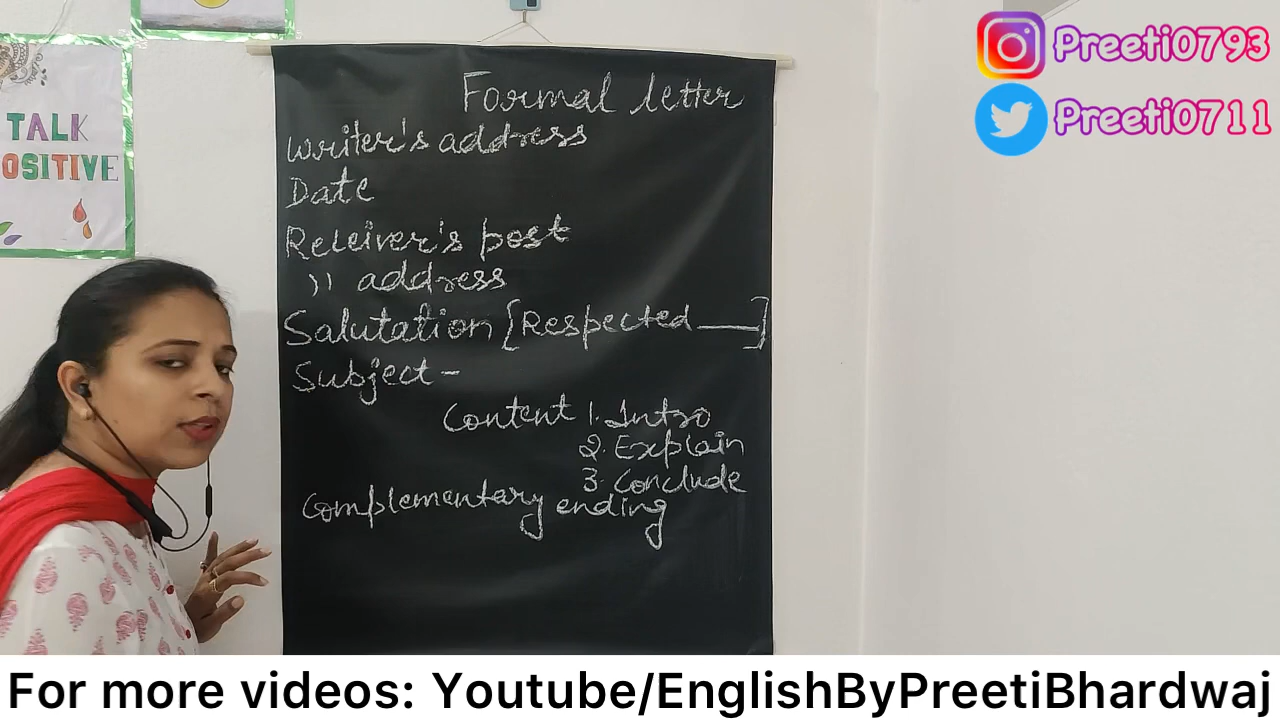 TALK
OSITIVE
Preeti0793
Preeti0711
Formal letter
Writer's address
Date
Receiver's post
)) address
Salutation [Respected ___]
Subject -
Content 1. Intro
2. Explain
3. Conclude
Complementary ending
For more videos: Youtube/EnglishByPreetiBhardwaj